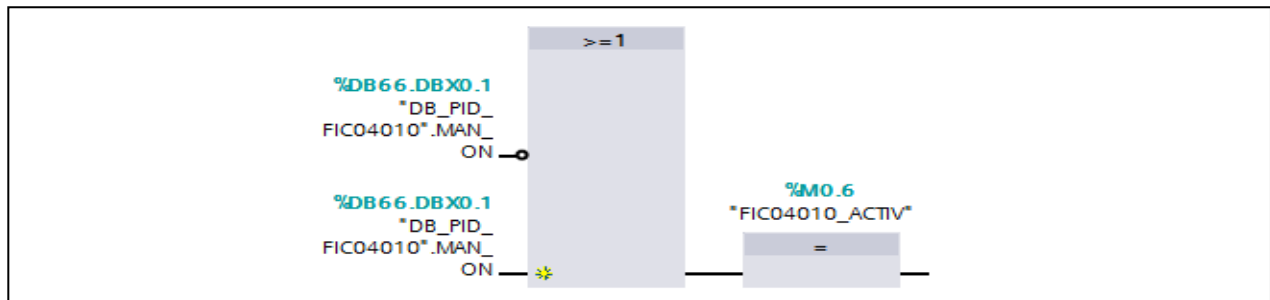 >=1
%DB66.DBX0.1
"DB_PID_
FIC04010".MAN_
ON
%DB66.DBX0.1
"DB_PID_
FIC04010".MAN_
ON
%M0.6
"FIC04010_ACTIV"
=